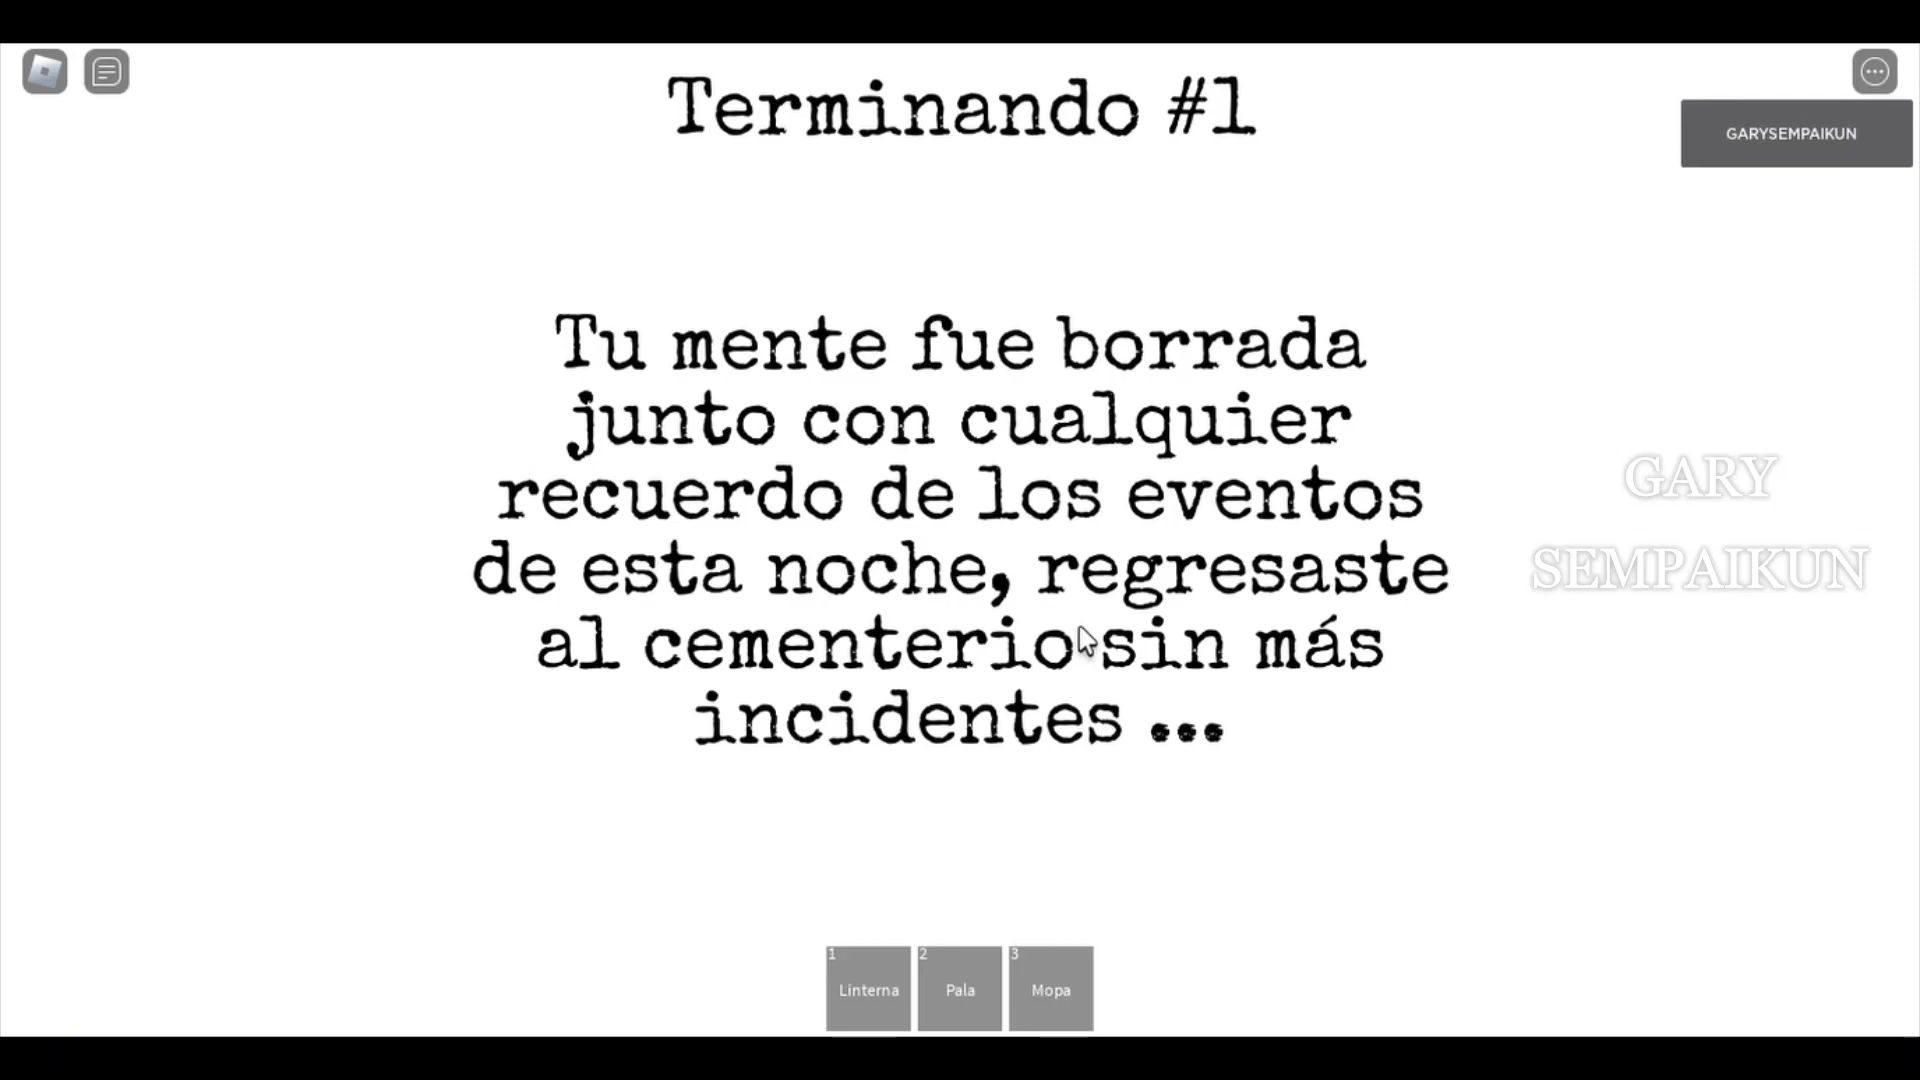 Terminando #1
GARYSEMPAIKUN
Tu mente fue borrada
junto con cualquier
recuerdo de los eventos
de esta noche, regresaste
al cementerio sin más
incidentes ...
GARY
SEMPAIKUN
1
Linterna
2
Pala
3
Mopa